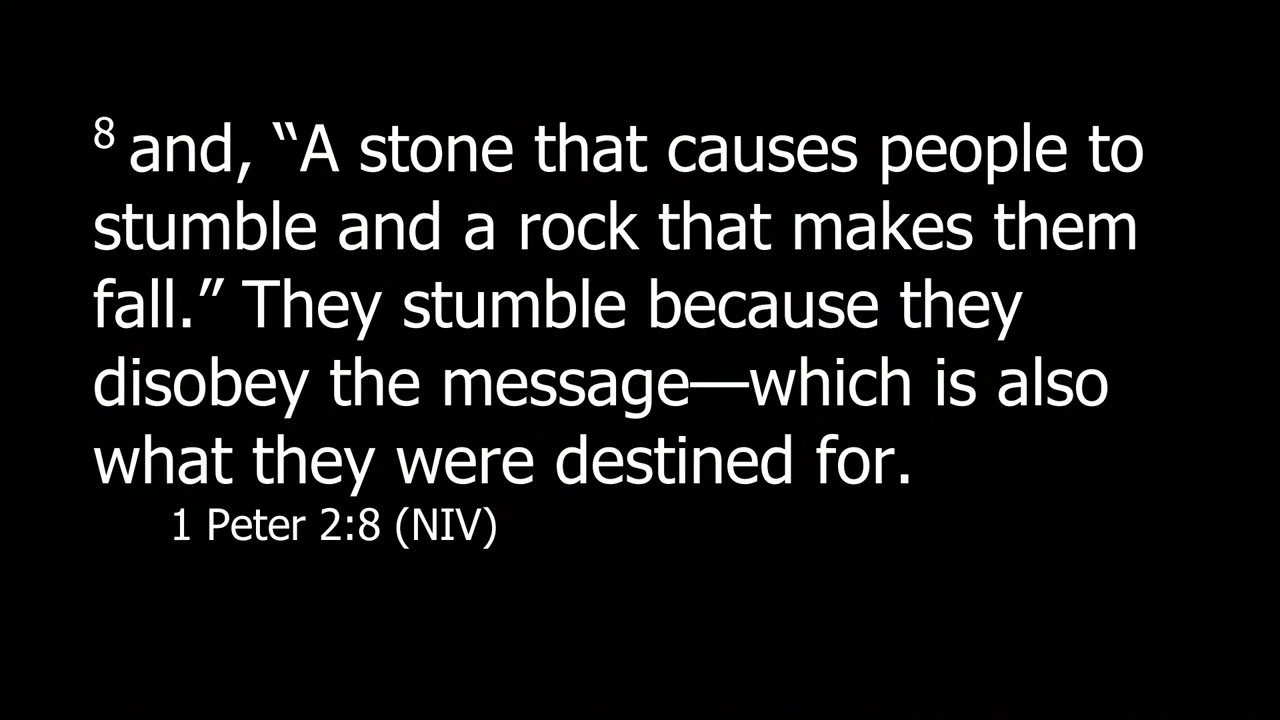 8 and, “A stone that causes people to
stumble and a rock that makes them
fall.” They stumble because they
disobey the message—which is also
what they were destined for.
1 Peter 2:8 (NIV)